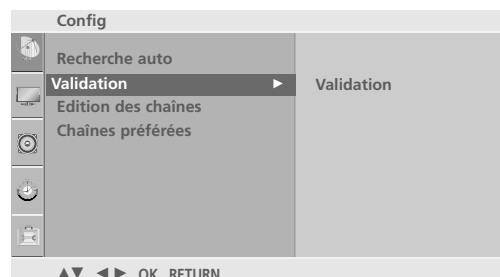 Config
Recherche auto
Validation ► Validation
Edition des chaînes
Chaînes préférées
▲▼ ◄► OK RETURN